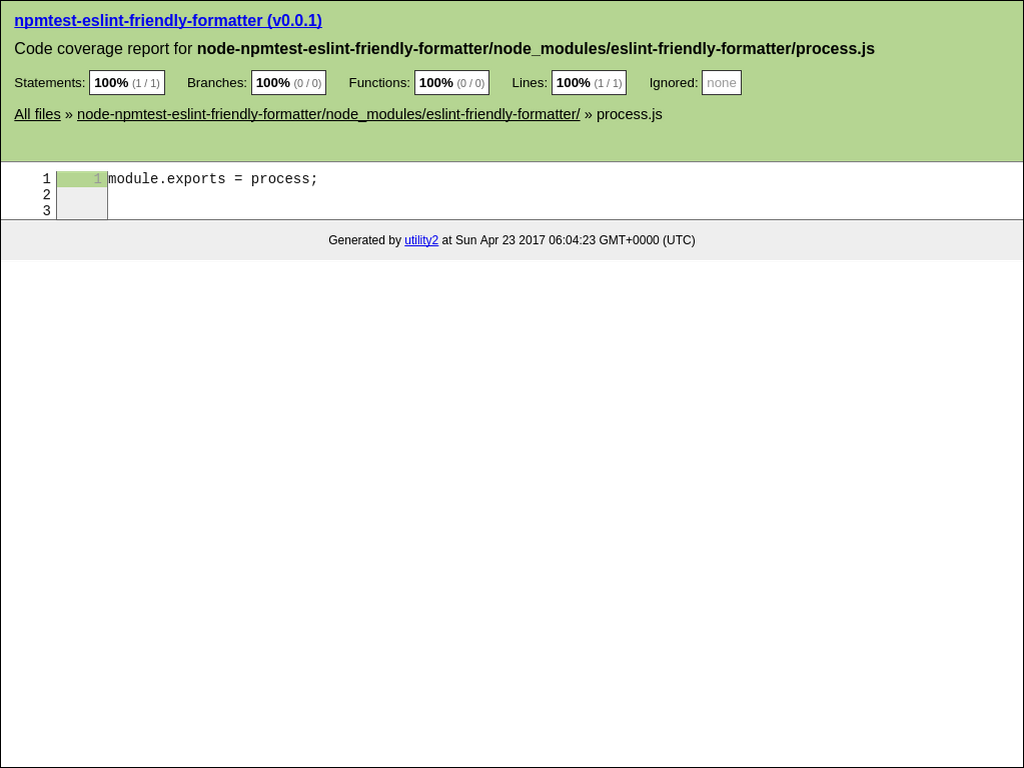 npmtest-eslint-friendly-formatter (v0.0.1)
Code coverage report for node-npmtest-eslint-friendly-formatter/node_modules/eslint-friendly-formatter/process.js
Statements: 100% (1 / 1) Branches: 100% (0 / 0) Functions: 100% (0 / 0) Lines: 100% (1 / 1) Ignored: none
All files » node-npmtest-eslint-friendly-formatter/node_modules/eslint-friendly-formatter/ » process.js
1 1 module.exports = process;
2
3
Generated by utility2 at Sun Apr 23 2017 06:04:23 GMT+0000 (UTC)